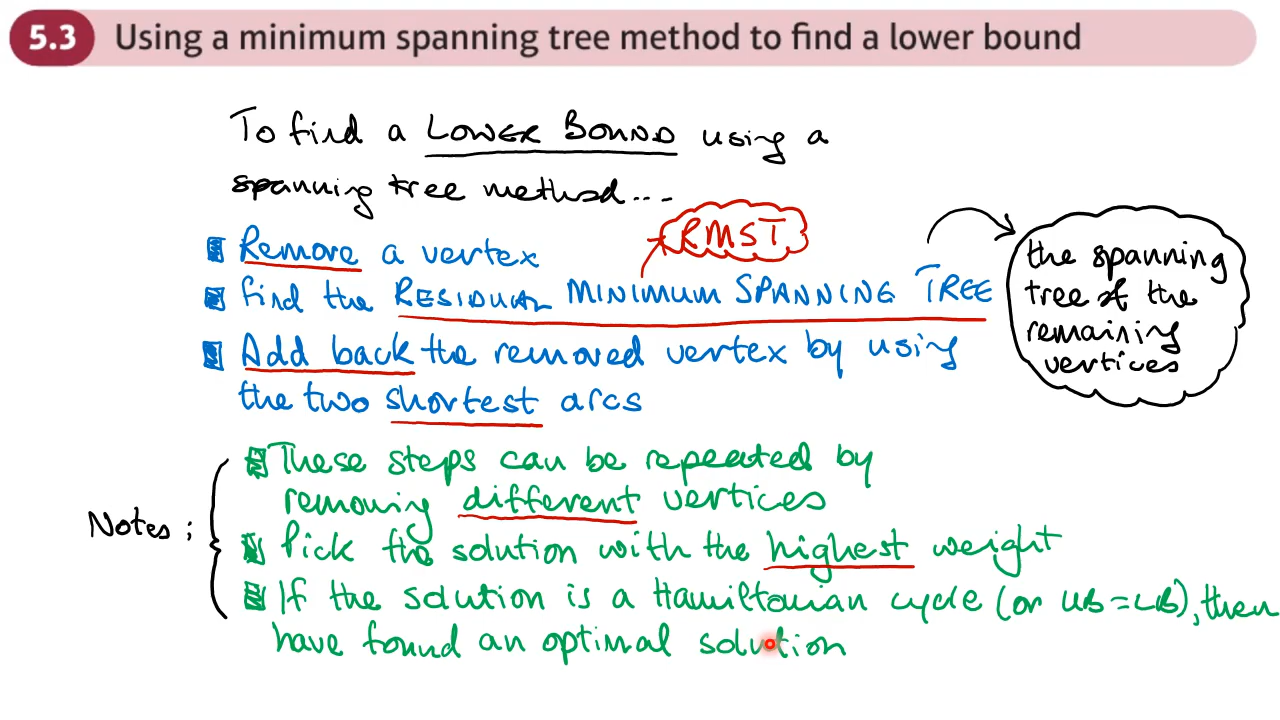 5.3 Using a minimum spanning tree method to find a lower bound
To find a LOWER BOUND using a
spanning tree method...
RMST
Remove a vertex
find the RESIDUAL MINIMUM SPANNING TREE
the spanning
tree of the
remaining
vertices
Add back the removed vertex by using
the two shortest arcs
Notes :
These steps can be repeated by
removing different vertices
Pick the solution with the highest weight
If the solution is a Hamiltonian cycle (or UB=LB), then
have found an optimal solution